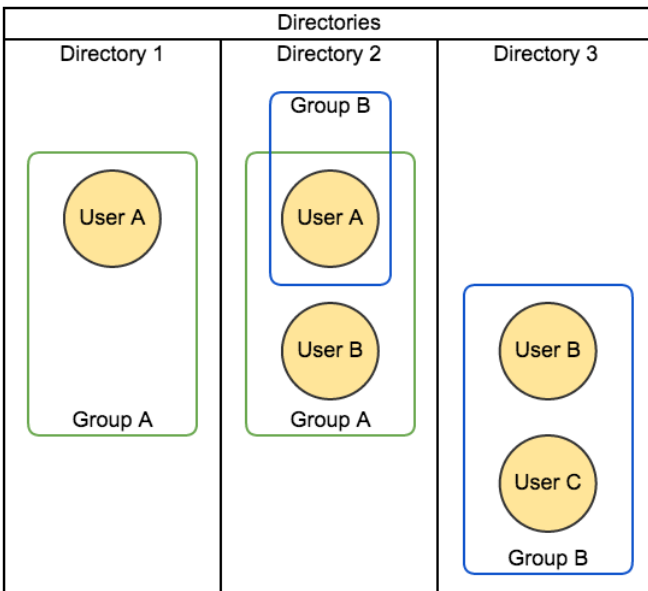 Directories
Directory 1
Directory 2
Directory 3
Group B
User A
User A
User B
User B
Group A
Group A
User C
Group B